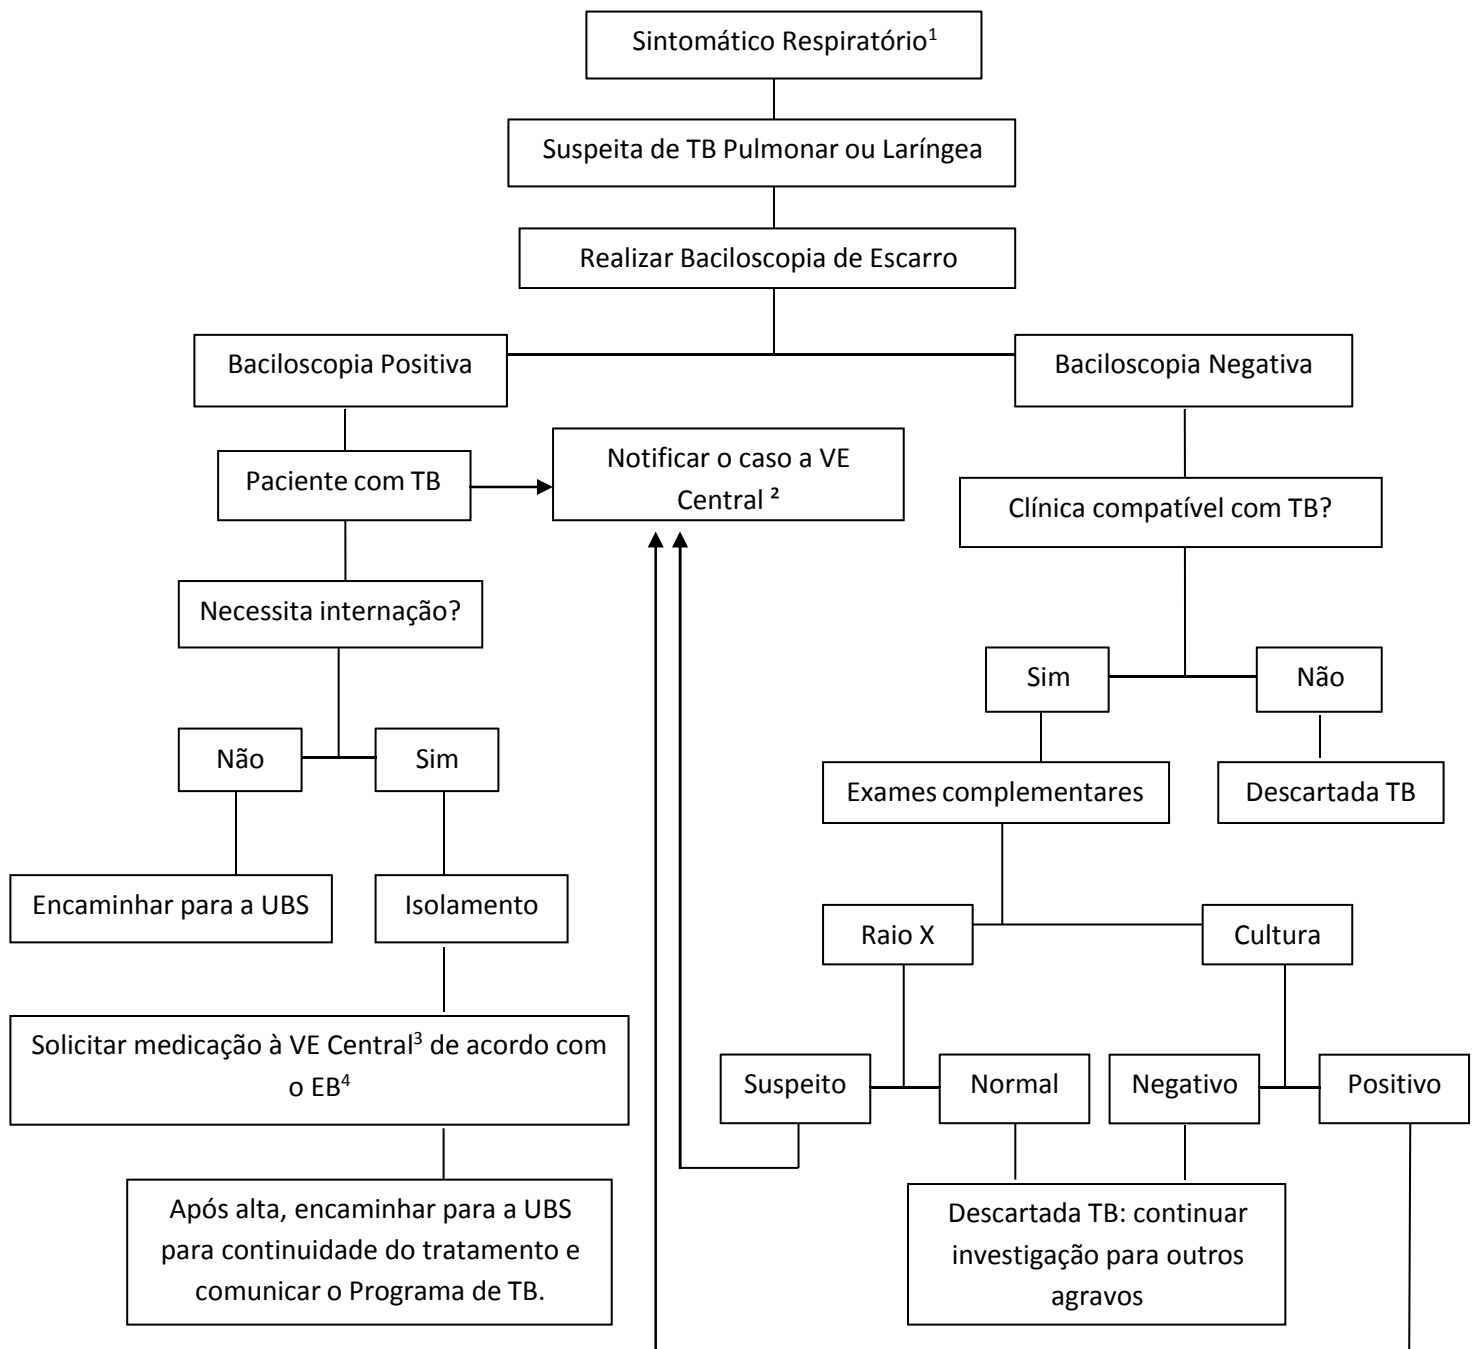 Sintomático Respiratório¹
Suspeita de TB Pulmonar ou Laríngea
Realizar Baciloscopia de Escarro
Baciloscopia Positiva
Baciloscopia Negativa
Paciente com TB
Notificar o caso a VE
Central ²
Clínica compatível com TB?
Necessita internação?
Sim
Não
Não
Sim
Exames complementares
Descartada TB
Encaminhar para a UBS
Isolamento
Raio X
Cultura
Solicitar medicação à VE Central³ de acordo com
o EB⁴
Suspeito
Normal
Negativo
Positivo
Após alta, encaminhar para a UBS
para continuidade do tratamento e
comunicar o Programa de TB.
Descartada TB: continuar
investigação para outros
agravos